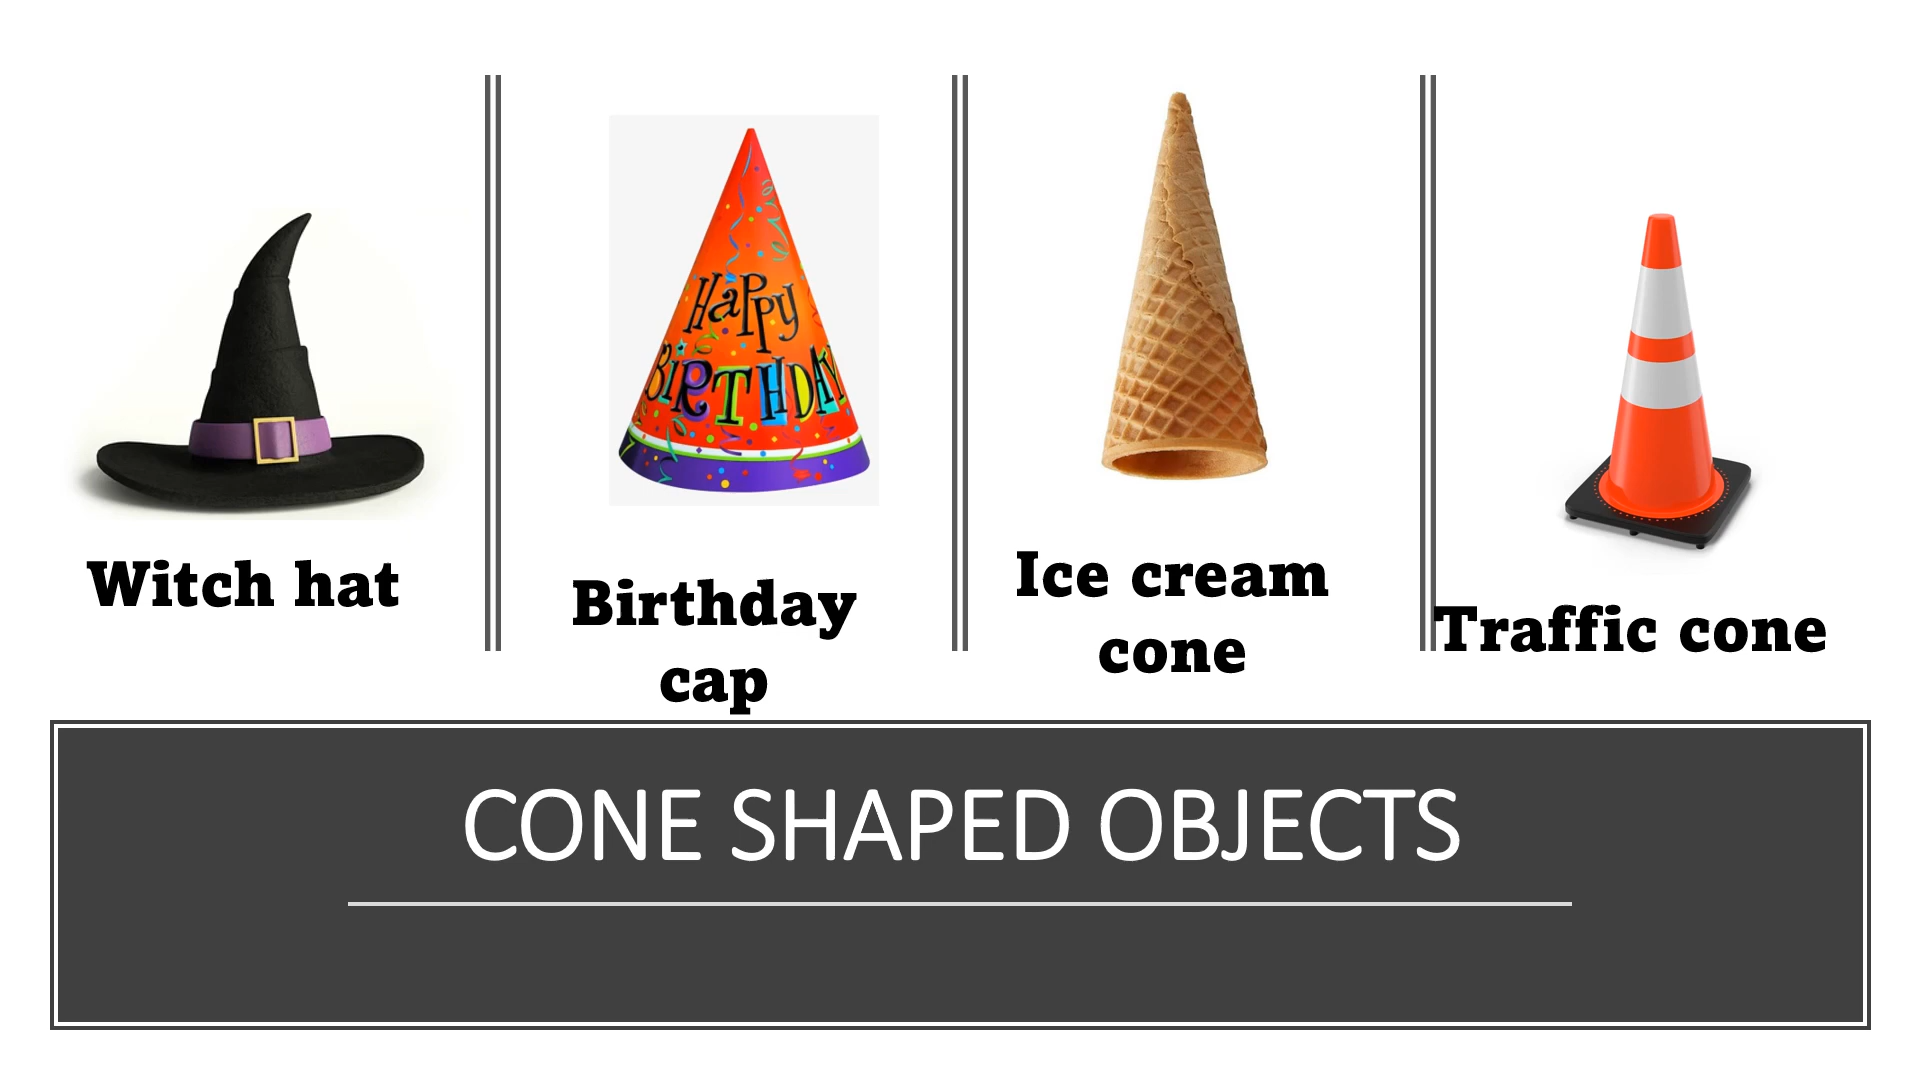 HaPPy
BIRTHDAY
Witch hat
Birthday
cap
Ice cream
cone
Traffic cone
CONE SHAPED OBJECTS